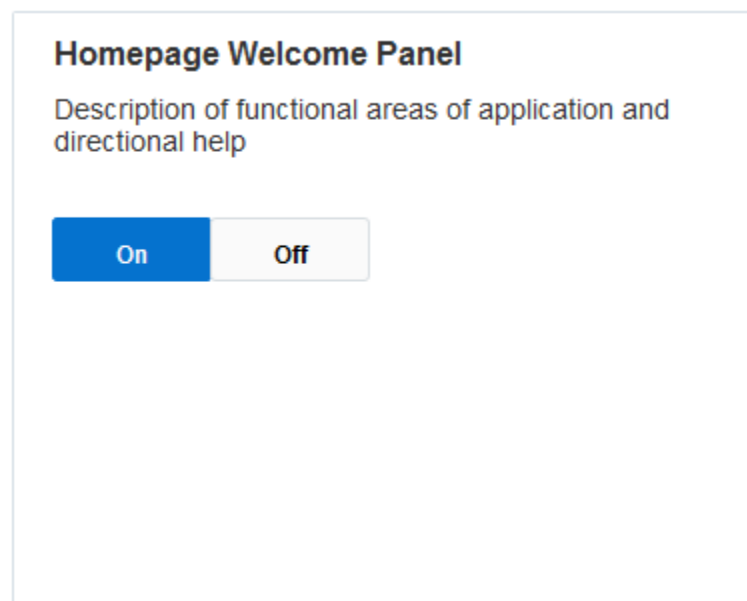 Homepage Welcome Panel
Description of functional areas of application and
directional help
On Off